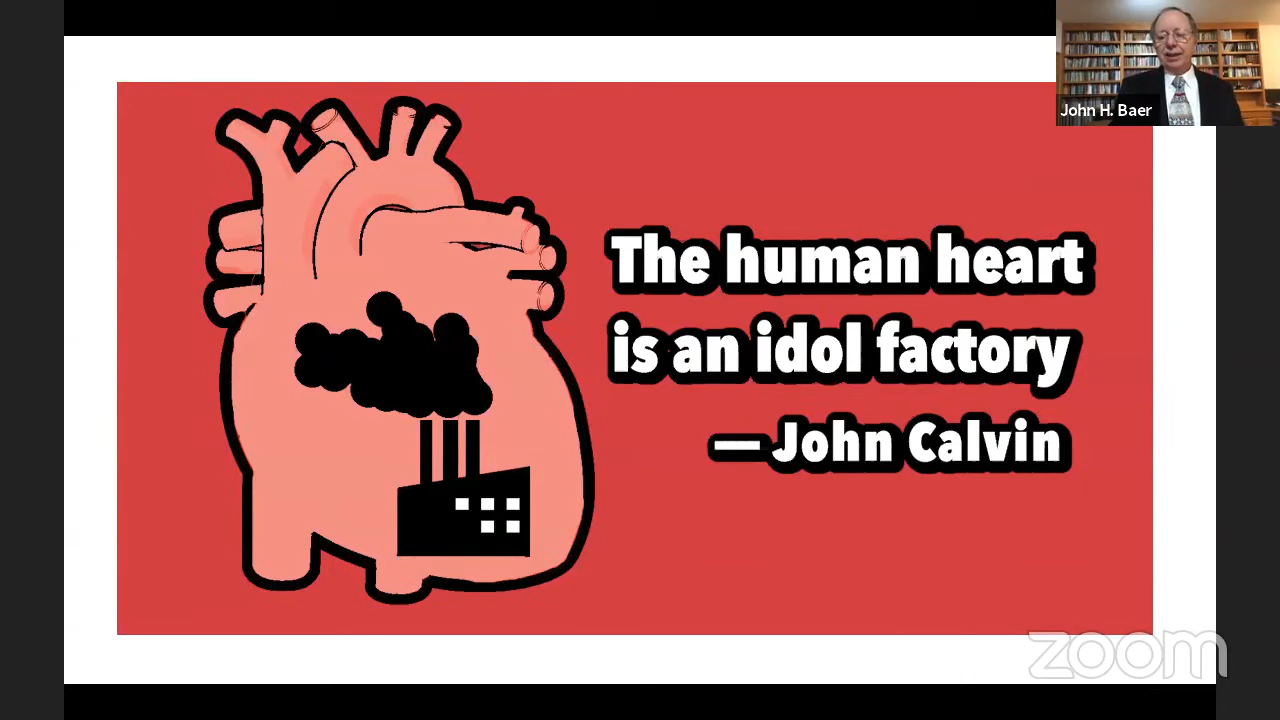 John H. Baer
The human heart
is an idol factory
— John Calvin
zoom